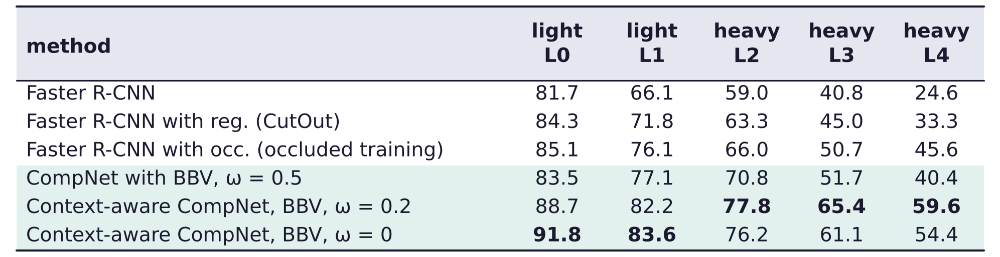 method light L0 light L1 heavy L2 heavy L3 heavy L4
Faster R-CNN 81.7 66.1 59.0 40.8 24.6
Faster R-CNN with reg. (CutOut) 84.3 71.8 63.3 45.0 33.3
Faster R-CNN with occ. (occluded training) 85.1 76.1 66.0 50.7 45.6
CompNet with BBV, ω = 0.5 83.5 77.1 70.8 51.7 40.4
Context-aware CompNet, BBV, ω = 0.2 88.7 82.2 77.8 65.4 59.6
Context-aware CompNet, BBV, ω = 0 91.8 83.6 76.2 61.1 54.4